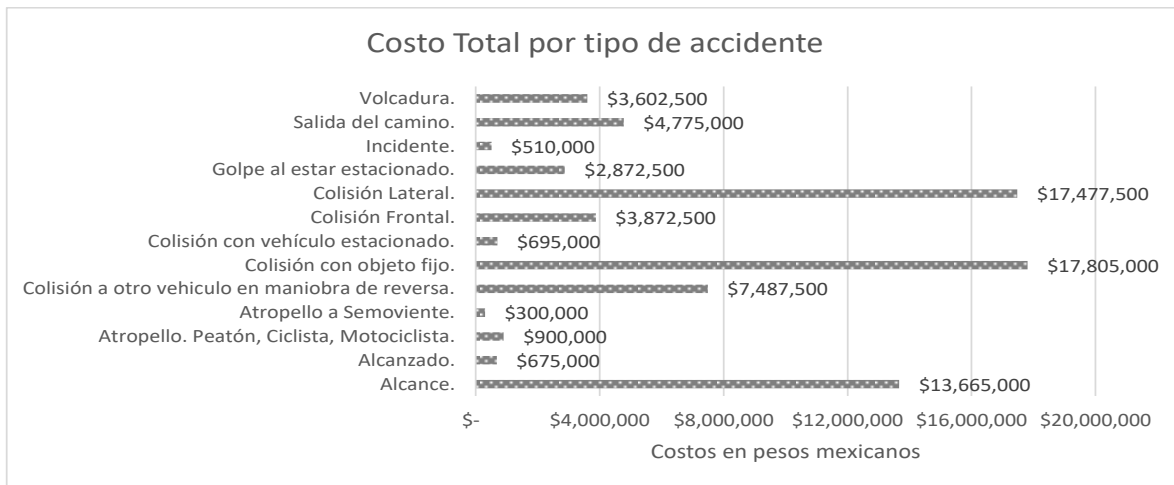 Costo Total por tipo de accidente
Volcadura. $3,602,500
Salida del camino. $4,775,000
Incidente. $510,000
Golpe al estar estacionado. $2,872,500
Colisión Lateral. $17,477,500
Colisión Frontal. $3,872,500
Colisión con vehículo estacionado. $695,000
Colisión con objeto fijo. $17,805,000
Colisión a otro vehiculo en maniobra de reversa. $7,487,500
Atropello a Semoviente. $300,000
Atropello. Peatón, Ciclista, Motociclista. $900,000
Alcanzado. $675,000
Alcance. $13,665,000
$- $4,000,000 $8,000,000 $12,000,000 $16,000,000 $20,000,000
Costos en pesos mexicanos